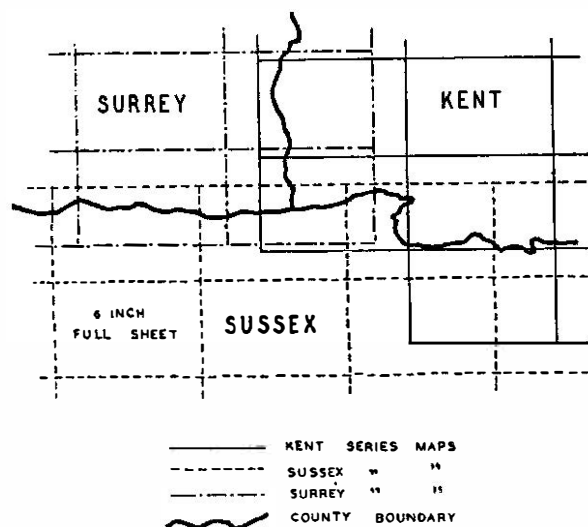 SURREY
KENT
6 INCH
FULL SHEET
SUSSEX
KENT SERIES MAPS
SUSSEX " "
SURREY " "
COUNTY BOUNDARY